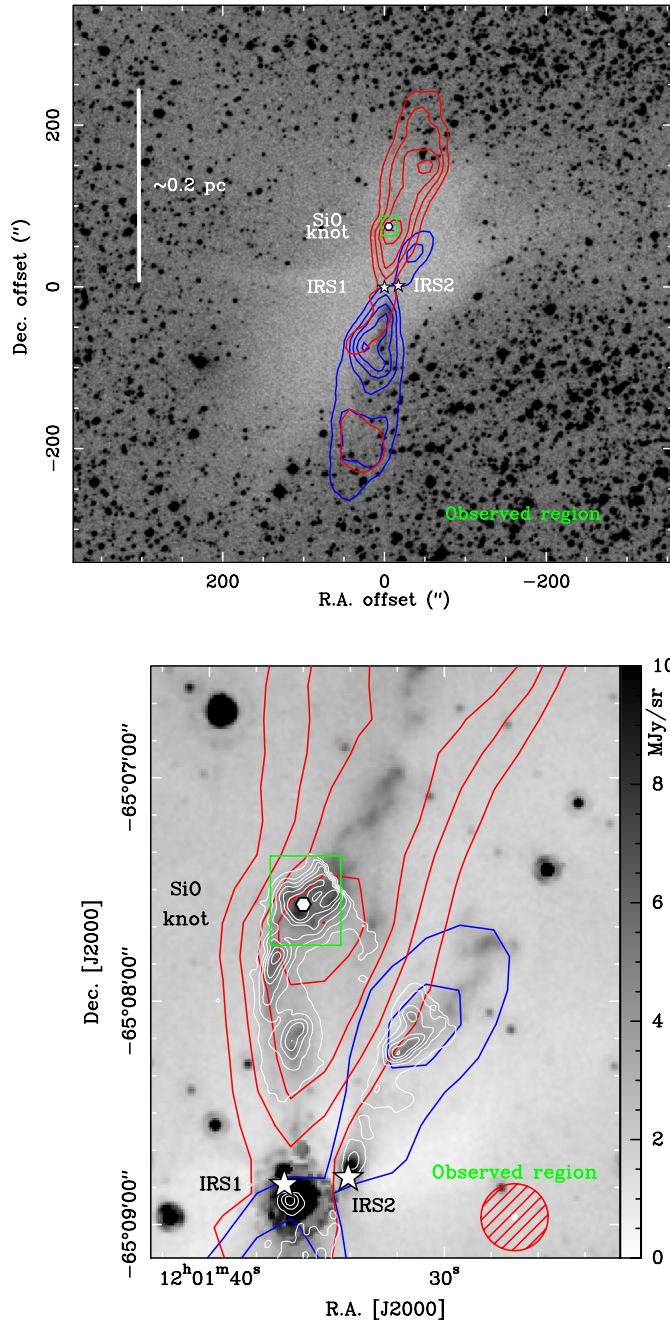 200
~0.2 pc
SiO
knot
Dec. offset (″)
0
IRS1
IRS2
−200
Observed region
200
0
−200
R.A. offset (″)
10
MJy/sr
−65°07′00″
8
SiO
knot
6
Dec. [J2000]
−65°08′00″
4
2
Observed region
IRS1
IRS2
−65°09′00″
0
12ʰ01ᵐ40ˢ
30ˢ
R.A. [J2000]